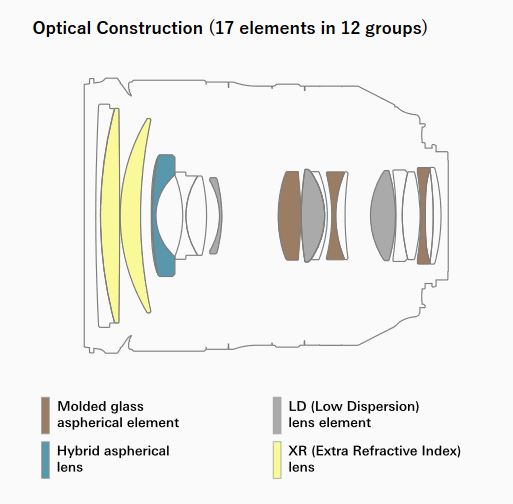 Optical Construction (17 elements in 12 groups)
Molded glass
aspherical element
LD (Low Dispersion)
lens element
Hybrid aspherical
lens
XR (Extra Refractive Index)
lens